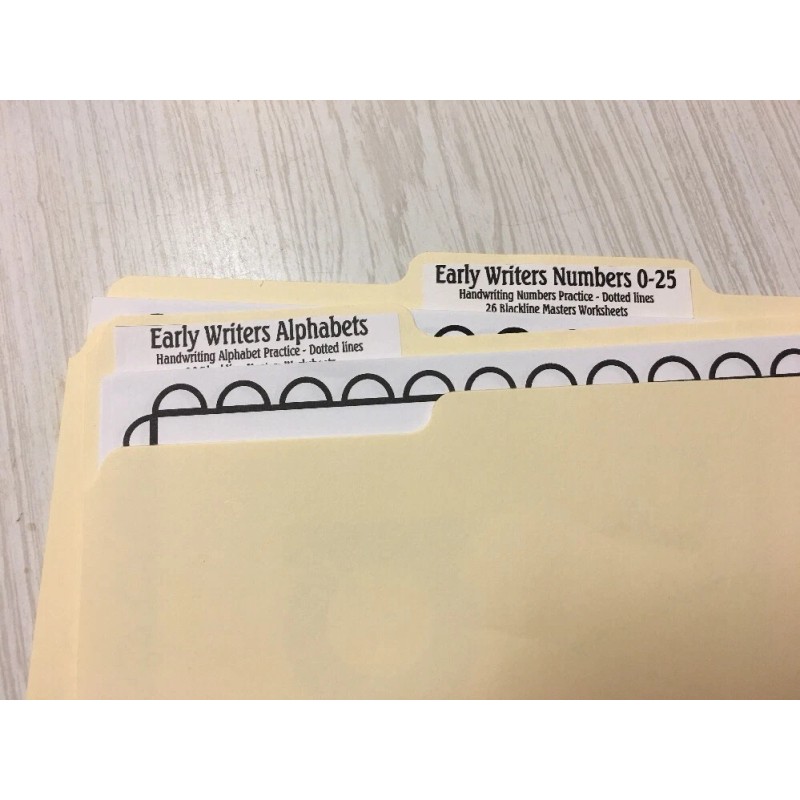 Early Writers Numbers 0-25
Handwriting Numbers Practice - Dotted lines
26 Blackline Masters Worksheets
Early Writers Alphabets
Handwriting Alphabet Practice - Dotted lines